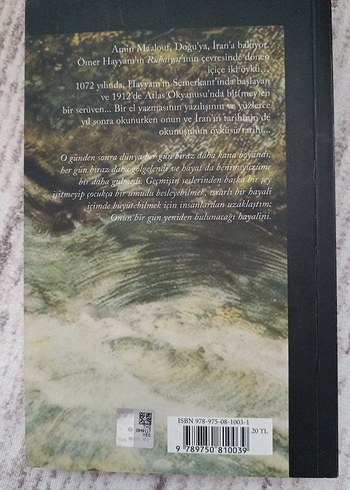 Amin Maalouf, Doğu'ya, İran'a bakıyor.
Ömer Hayyam'ın Rubaiyat'ının çevresinde dönen
içiçe iki öykü...
1072 yılında, Hayyam'ın Semerkant'ında başlayan
ve 1912'de Atlas Okyanusu'nda bit(mey)en
bir serüven... Bir el yazmasının yazılışının ve yüzlerce
yıl sonra okunurken onun ve İran'ın tarihinin de
okunuşunun öyküsü/tarihi...
O günden sonra dünya her gün biraz daha kana boyandı,
her gün biraz daha gölgelendi ve hayat da benim yüzüme
bir daha gülmedi. Geçmişin seslerinden başka bir şey
işitmeyip çocukça bir umudu besleyebilmek, ısrarlı bir hayali
içimde büyütebilmek için insanlardan uzaklaştım:
Onun bir gün yeniden bulunacağı hayalini.
ISBN 978-975-08-1003-1
20 TL
9 789750 810039